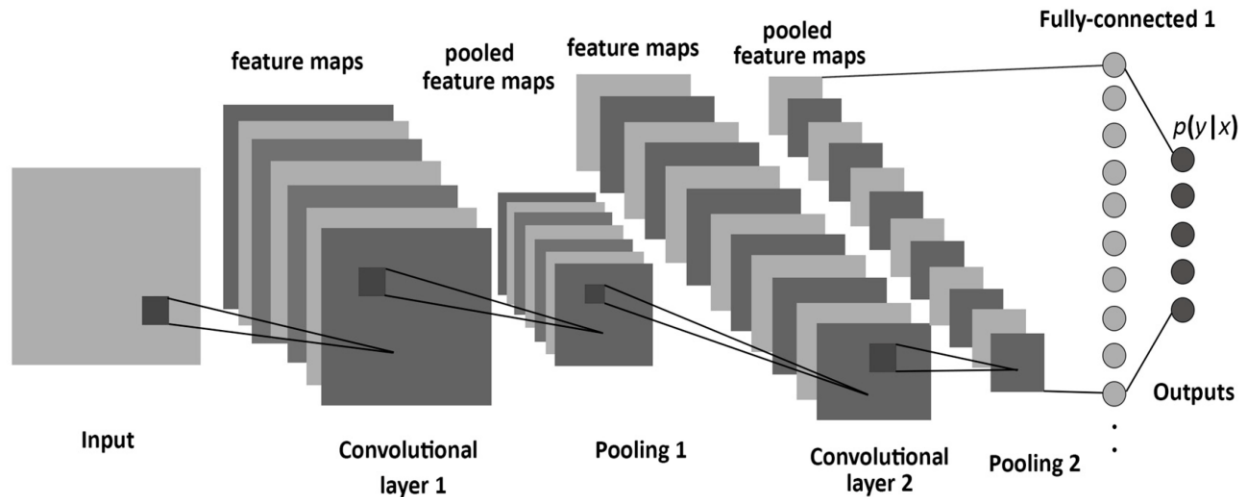 feature maps
pooled
feature maps
feature maps
pooled
feature maps
Fully-connected 1
p(y|x)
Input
Convolutional
layer 1
Pooling 1
Convolutional
layer 2
Pooling 2
Outputs